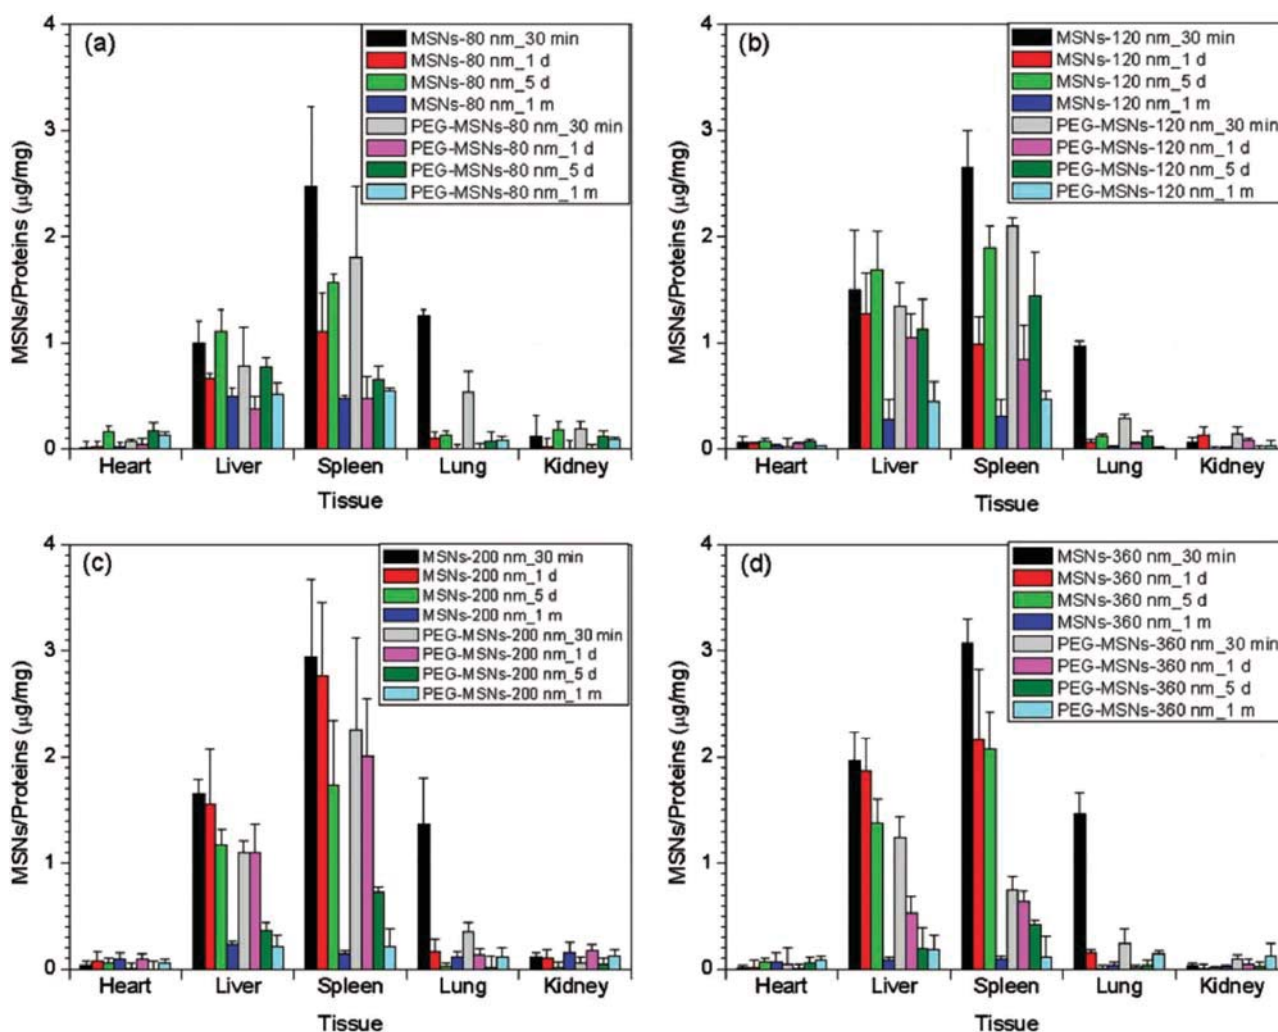 (a)
MSNs-80 nm_30 min
MSNs-80 nm_1 d
MSNs-80 nm_5 d
MSNs-80 nm_1 m
PEG-MSNs-80 nm_30 min
PEG-MSNs-80 nm_1 d
PEG-MSNs-80 nm_5 d
PEG-MSNs-80 nm_1 m
4
3
2
1
0
MSNs/Proteins (μg/mg)
Heart Liver Spleen Lung Kidney
Tissue
(b)
MSNs-120 nm_30 min
MSNs-120 nm_1 d
MSNs-120 nm_5 d
MSNs-120 nm_1 m
PEG-MSNs-120 nm_30 min
PEG-MSNs-120 nm_1 d
PEG-MSNs-120 nm_5 d
PEG-MSNs-120 nm_1 m
4
3
2
1
0
MSNs/Proteins (μg/mg)
Heart Liver Spleen Lung Kidney
Tissue
(c)
MSNs-200 nm_30 min
MSNs-200 nm_1 d
MSNs-200 nm_5 d
MSNs-200 nm_1 m
PEG-MSNs-200 nm_30 min
PEG-MSNs-200 nm_1 d
PEG-MSNs-200 nm_5 d
PEG-MSNs-200 nm_1 m
4
3
2
1
0
MSNs/Proteins (μg/mg)
Heart Liver Spleen Lung Kidney
Tissue
(d)
MSNs-360 nm_30 min
MSNs-360 nm_1 d
MSNs-360 nm_5 d
MSNs-360 nm_1 m
PEG-MSNs-360 nm_30 min
PEG-MSNs-360 nm_1 d
PEG-MSNs-360 nm_5 d
PEG-MSNs-360 nm_1 m
4
3
2
1
0
MSNs/Proteins (μg/mg)
Heart Liver Spleen Lung Kidney
Tissue